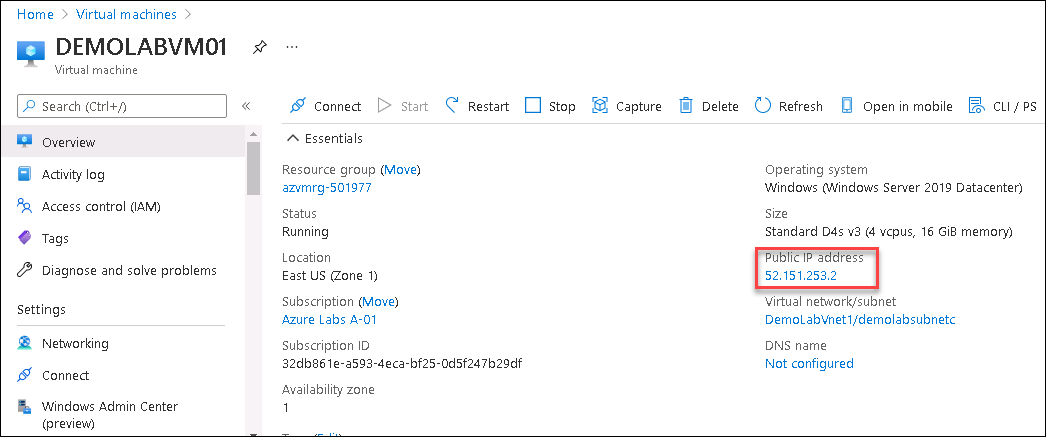 Home > Virtual machines >
DEMOLABVM01 ...
Virtual machine
Search (Ctrl+/) «
Connect Start Restart Stop Capture Delete Refresh Open in mobile CLI / PS
Overview
Activity log
Access control (IAM)
Tags
Diagnose and solve problems
Settings
Networking
Connect
Windows Admin Center
(preview)
Essentials
Resource group (Move)
azvmrg-501977
Status
Running
Location
East US (Zone 1)
Subscription (Move)
Azure Labs A-01
Subscription ID
32db861e-a593-4eca-bf25-0d5f247b29df
Availability zone
1
Operating system
Windows (Windows Server 2019 Datacenter)
Size
Standard D4s v3 (4 vcpus, 16 GiB memory)
Public IP address
52.151.253.2
Virtual network/subnet
DemoLabVnet1/demolabsubnetc
DNS name
Not configured